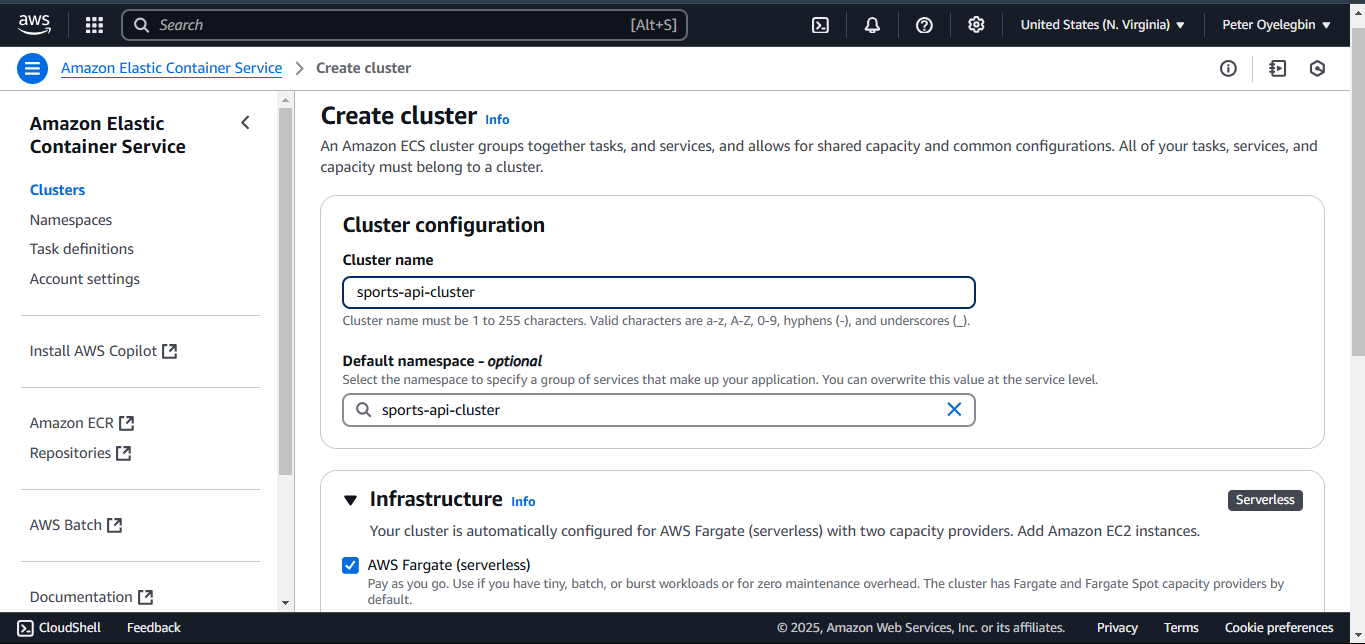 aws
Search
[Alt+S]
United States (N. Virginia)
Peter Oyelegbin
Amazon Elastic Container Service
Create cluster
Amazon Elastic
Container Service
Clusters
Namespaces
Task definitions
Account settings
Install AWS Copilot
Amazon ECR
Repositories
AWS Batch
Documentation
Create cluster Info
An Amazon ECS cluster groups together tasks, and services, and allows for shared capacity and common configurations. All of your tasks, services, and
capacity must belong to a cluster.
Cluster configuration
Cluster name
sports-api-cluster
Cluster name must be 1 to 255 characters. Valid characters are a-z, A-Z, 0-9, hyphens (-), and underscores (_).
Default namespace - optional
Select the namespace to specify a group of services that make up your application. You can overwrite this value at the service level.
sports-api-cluster
Infrastructure Info
Serverless
Your cluster is automatically configured for AWS Fargate (serverless) with two capacity providers. Add Amazon EC2 instances.
AWS Fargate (serverless)
Pay as you go. Use if you have tiny, batch, or burst workloads or for zero maintenance overhead. The cluster has Fargate and Fargate Spot capacity providers by
default.
CloudShell
Feedback
© 2025, Amazon Web Services, Inc. or its affiliates.
Privacy
Terms
Cookie preferences